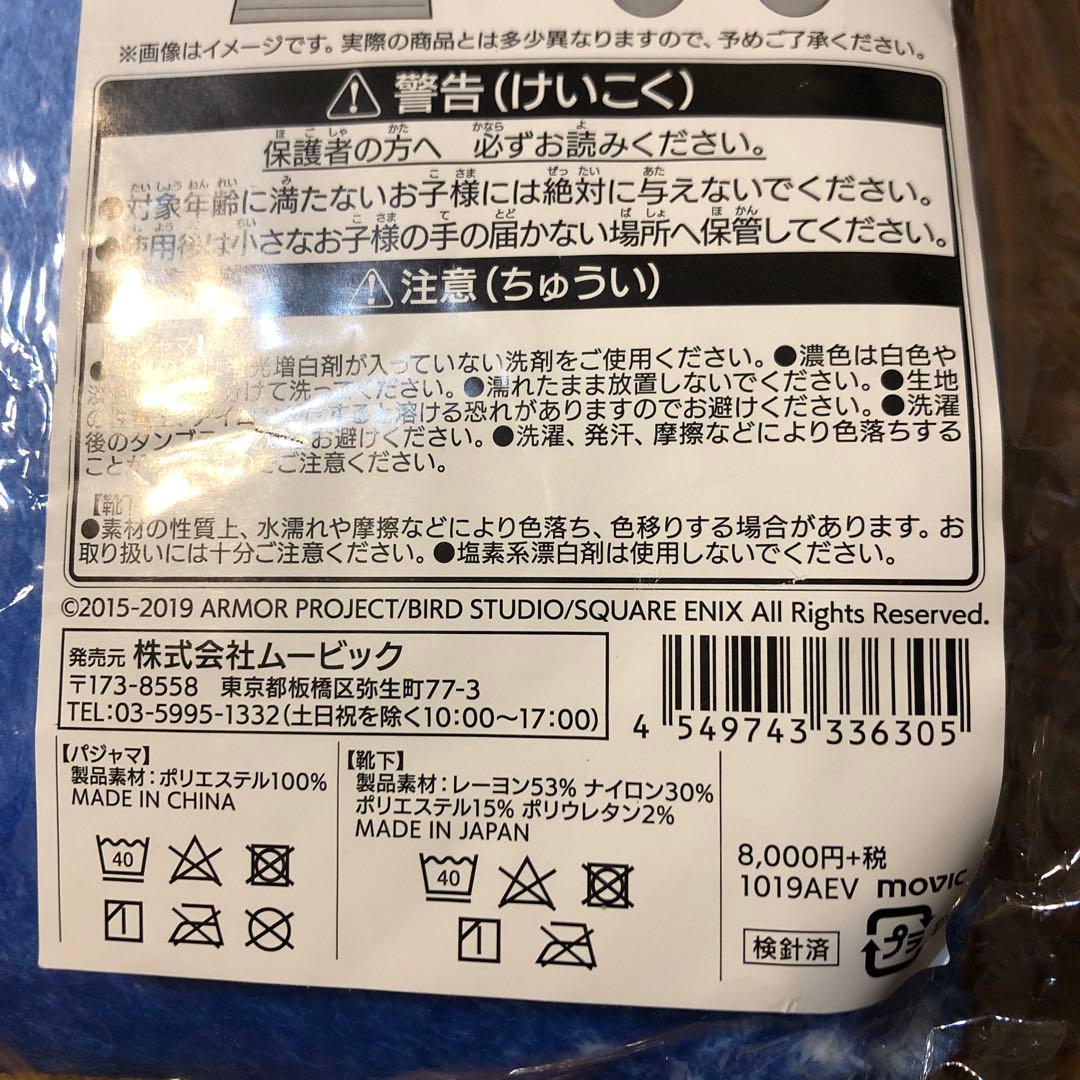 ※画像はイメージです。実際の商品とは多少異なりますので、予めご了承ください。
警告(けいこく)
保護者の方へ 必ずお読みください。
対象年齢に満たないお子様には絶対に与えないでください。
使用後は小さなお子様の手の届かない場所へ保管してください。
注意(ちゅうい)
増白剤が入っていない洗剤をご使用ください。●濃色は白色や
けて洗ってください。●濡れたまま放置しないでください。●生地
すると溶ける恐れがありますのでお避けください。●洗濯
後のタンブラ お避けください。●洗濯、発汗、摩擦などにより色落ちする
こと ご注意ください。
【靴下
●素材の性質上、水濡れや摩擦などにより色落ち、色移りする場合があります。お
取り扱いには十分ご注意ください。●塩素系漂白剤は使用しないでください。
©2015-2019 ARMOR PROJECT/BIRD STUDIO/SQUARE ENIX All Rights Reserved.
発売元 株式会社ムービック
〒173-8558 東京都板橋区弥生町77-3
TEL:03-5995-1332(土日祝を除く10:00〜17:00)
4 549743 336305
【パジャマ】
製品素材:ポリエステル100%
MADE IN CHINA
40
【靴下】
製品素材:レーヨン53% ナイロン30%
ポリエステル15% ポリウレタン2%
MADE IN JAPAN
40
8,000円+税
1019AEV movic
検針済
プラ